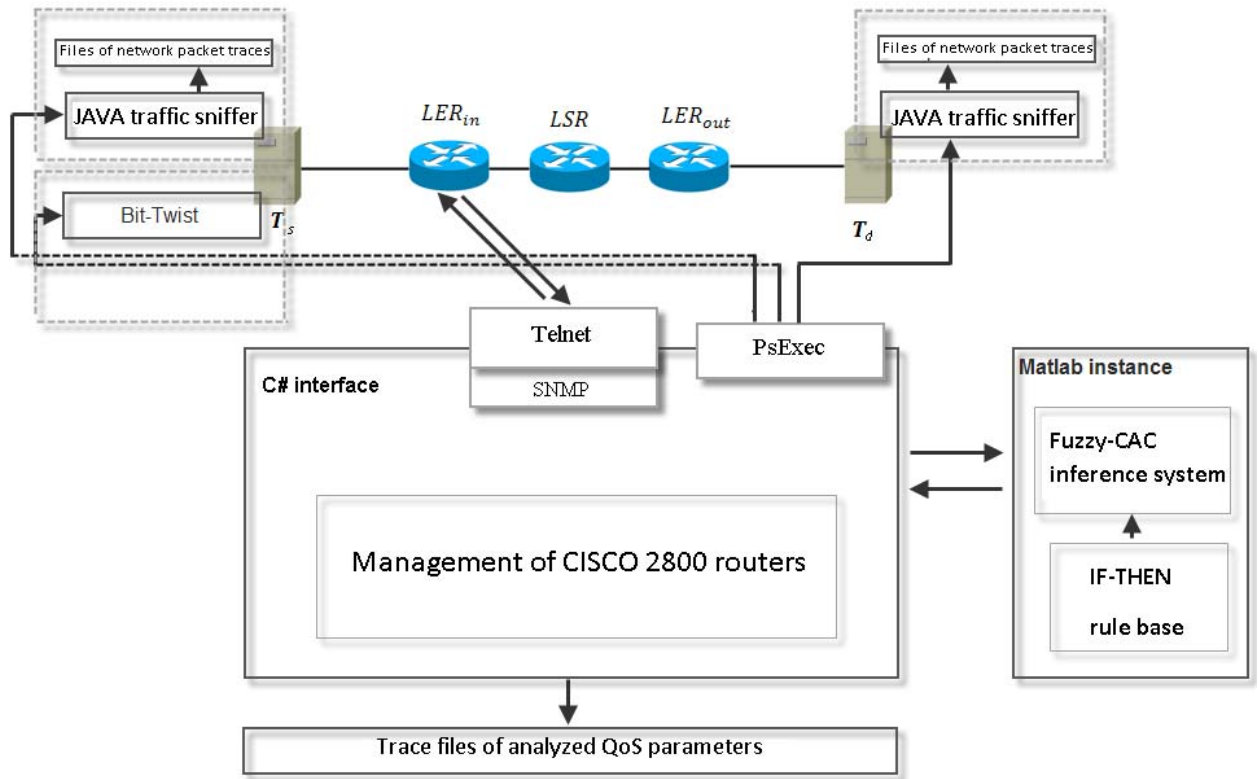 Files of network packet traces
JAVA traffic sniffer
Bit-Twist
T_s
LER_in
LSR
LER_out
Files of network packet traces
JAVA traffic sniffer
T_d
Telnet
SNMP
PsExec
C# interface
Management of CISCO 2800 routers
Matlab instance
Fuzzy-CAC
inference system
IF-THEN
rule base
Trace files of analyzed QoS parameters